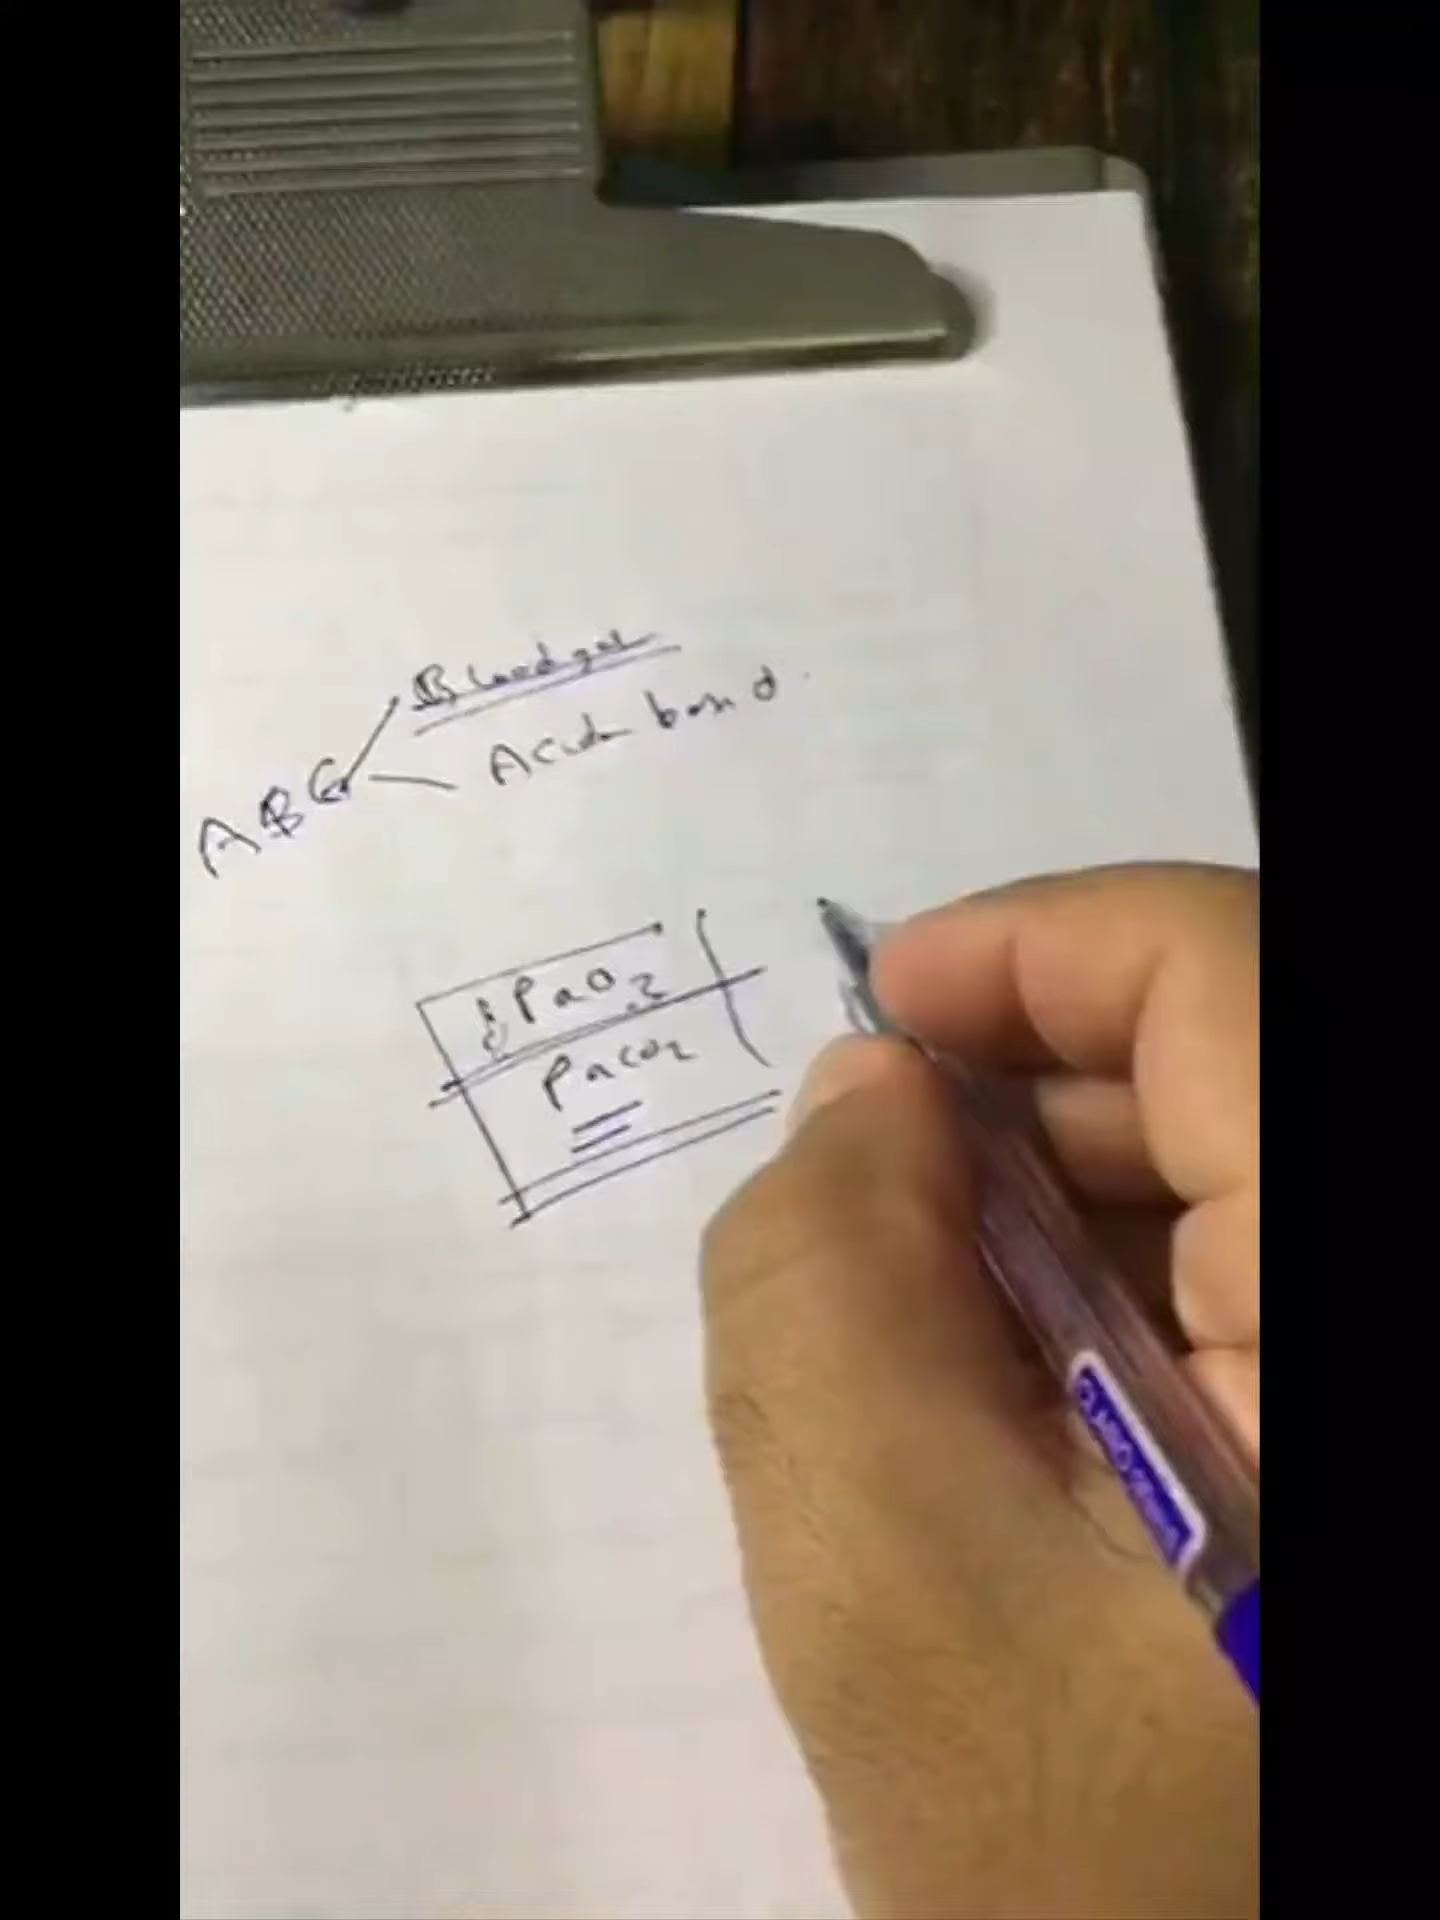 Blood gas
ABG
Acid base d.
↓PaO2
PaCO2